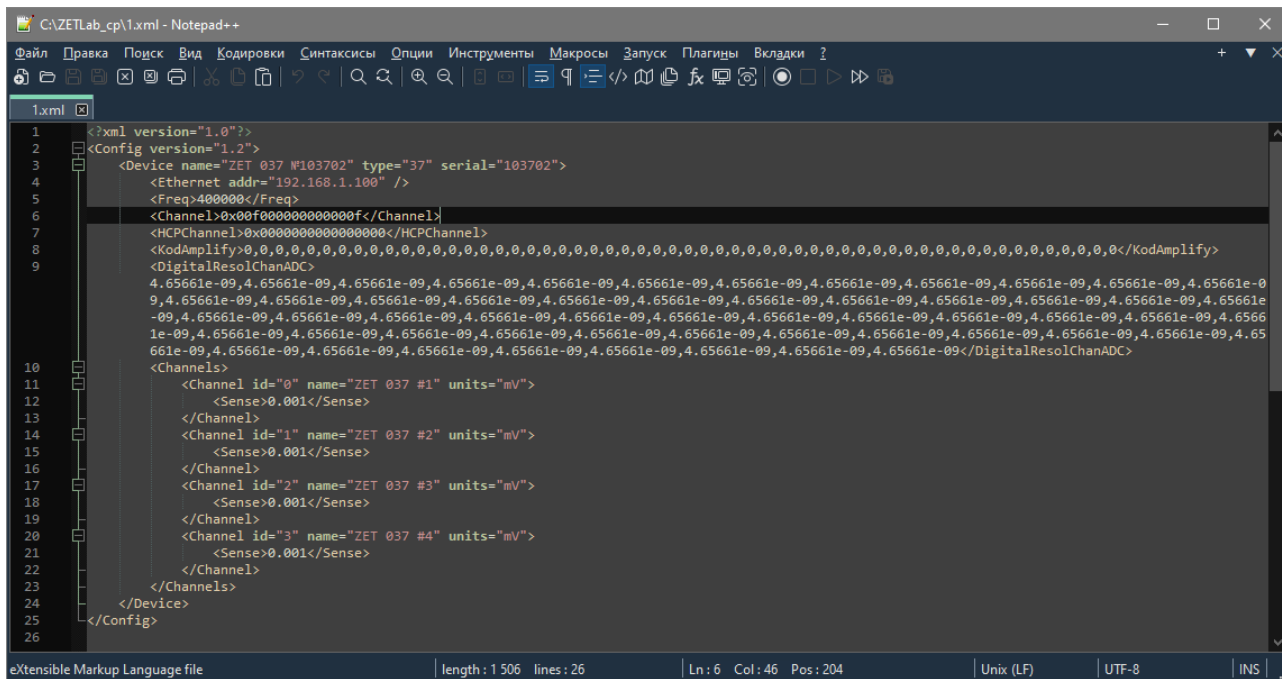 C:\ZETLab_cp\1.xml - Notepad++
Файл Правка Поиск Вид Кодировки Синтаксисы Опции Инструменты Макросы Запуск Плагины Вкладки ?
1.xml
1 <?xml version="1.0"?>
2 <Config version="1.2">
3 <Device name="ZET 037 №103702" type="37" serial="103702">
4 <Ethernet addr="192.168.1.100" />
5 <Freq>400000</Freq>
6 <Channel>0x00f000000000000f</Channel>
7 <HCPChannel>0x0000000000000000</HCPChannel>
8 <KodAmplify>0,0,0,0,0,0,0,0,0,0,0,0,0,0,0,0,0,0,0,0,0,0,0,0,0,0,0,0,0,0,0,0,0,0,0,0,0,0,0,0,0,0,0,0,0,0,0,0,0,0,0,0,0,0,0,0</KodAmplify>
9 <DigitalResolChanADC>
4.65661e-09,4.65661e-09,4.65661e-09,4.65661e-09,4.65661e-09,4.65661e-09,4.65661e-09,4.65661e-09,4.65661e-09,4.65661e-09,4.65661e-09,4.65661e-0
9,4.65661e-09,4.65661e-09,4.65661e-09,4.65661e-09,4.65661e-09,4.65661e-09,4.65661e-09,4.65661e-09,4.65661e-09,4.65661e-09,4.65661e-09,4.65661e
-09,4.65661e-09,4.65661e-09,4.65661e-09,4.65661e-09,4.65661e-09,4.65661e-09,4.65661e-09,4.65661e-09,4.65661e-09,4.65661e-09,4.65661e-09,4.6566
1e-09,4.65661e-09,4.65661e-09,4.65661e-09,4.65661e-09,4.65661e-09,4.65661e-09,4.65661e-09,4.65661e-09,4.65661e-09,4.65661e-09,4.65661e-09,4.65
661e-09,4.65661e-09,4.65661e-09,4.65661e-09,4.65661e-09,4.65661e-09,4.65661e-09,4.65661e-09,4.65661e-09</DigitalResolChanADC>
10 <Channels>
11 <Channel id="0" name="ZET 037 #1" units="mV">
12 <Sense>0.001</Sense>
13 </Channel>
14 <Channel id="1" name="ZET 037 #2" units="mV">
15 <Sense>0.001</Sense>
16 </Channel>
17 <Channel id="2" name="ZET 037 #3" units="mV">
18 <Sense>0.001</Sense>
19 </Channel>
20 <Channel id="3" name="ZET 037 #4" units="mV">
21 <Sense>0.001</Sense>
22 </Channel>
23 </Channels>
24 </Device>
25 </Config>
26
eXtensible Markup Language file length : 1 506 lines : 26 Ln : 6 Col : 46 Pos : 204 Unix (LF) UTF-8 INS